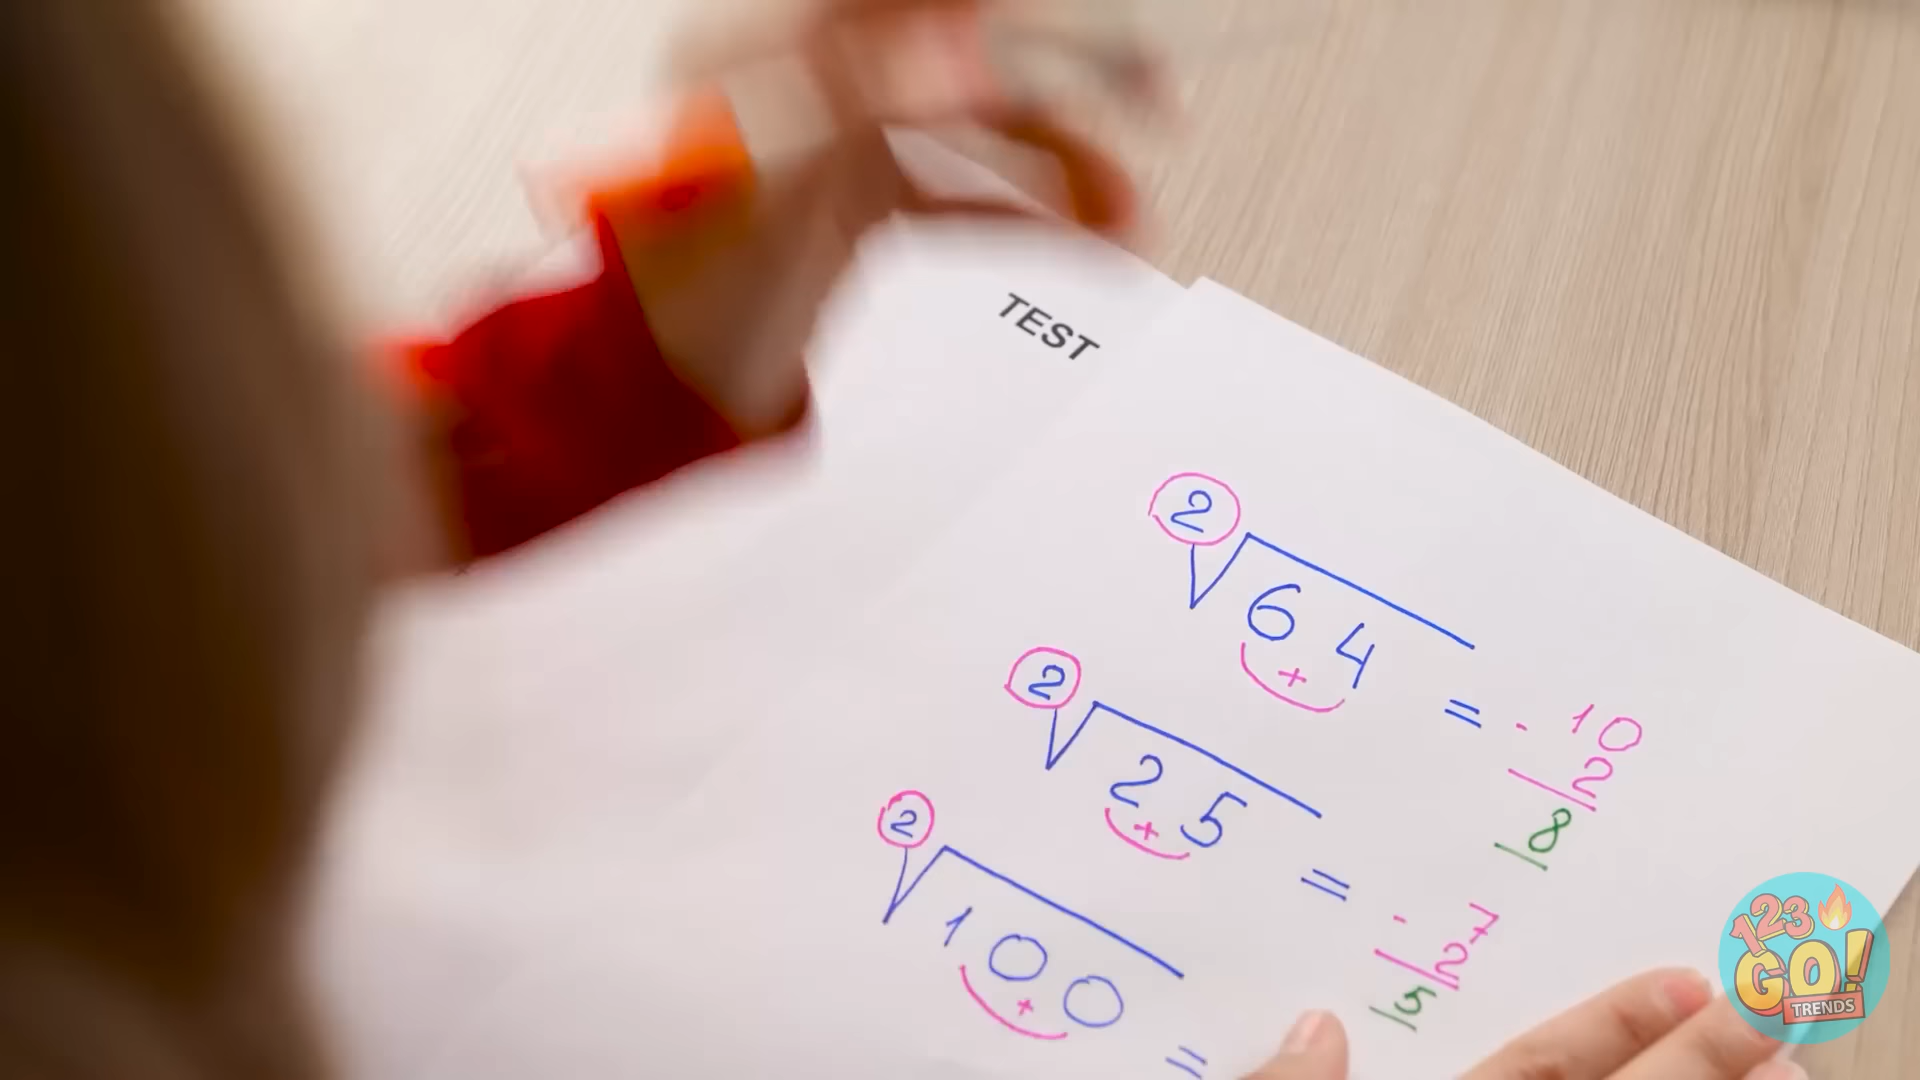 TEST
2 √64 = - 10
+
2
8
2 √25 = - 7
+
2
5
2 √100 =
+
123
GO!
TRENDS